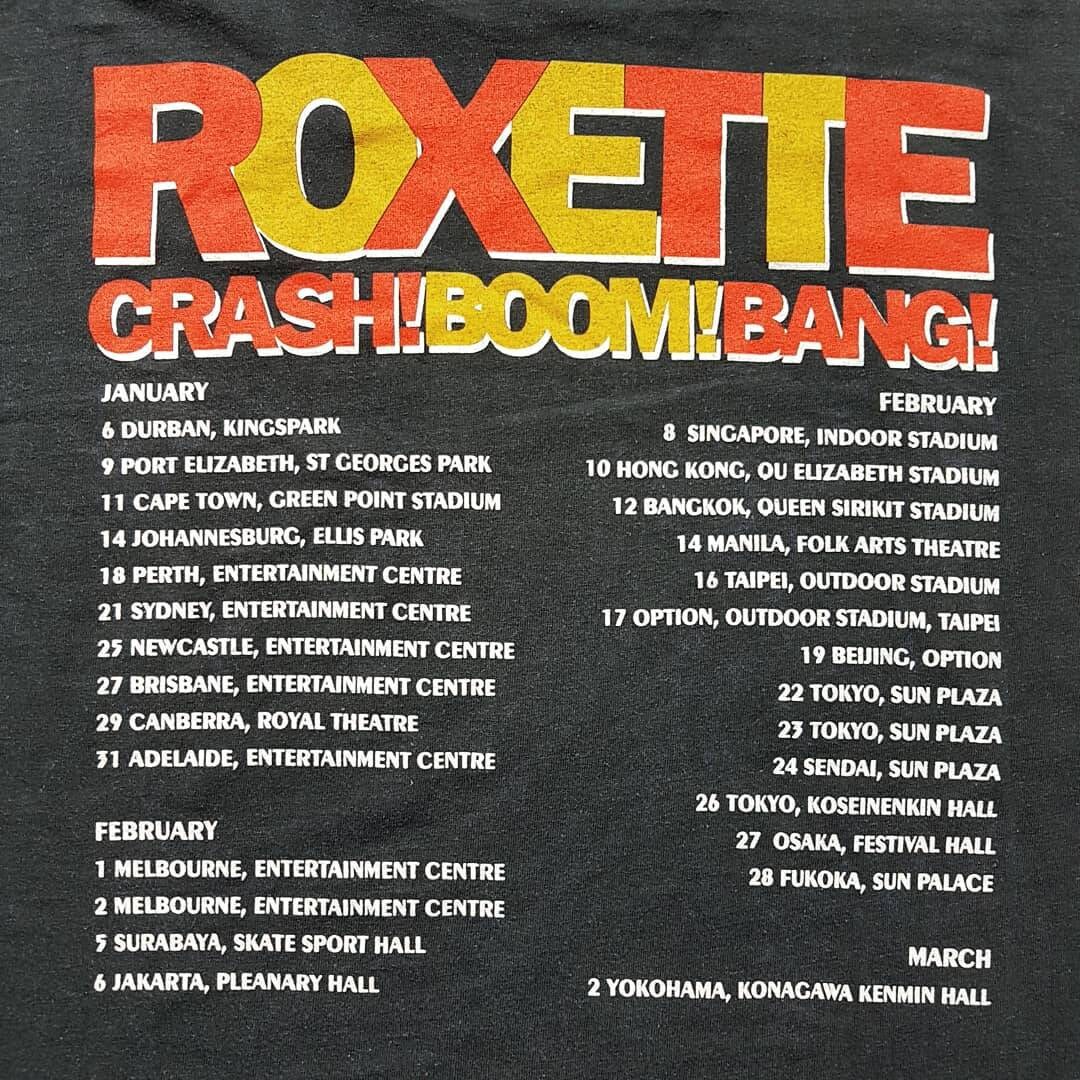 ROXETTE
CRASH!BOOM!BANG!
JANUARY
6 DURBAN, KINGSPARK
9 PORT ELIZABETH, ST GEORGES PARK
11 CAPE TOWN, GREEN POINT STADIUM
14 JOHANNESBURG, ELLIS PARK
18 PERTH, ENTERTAINMENT CENTRE
21 SYDNEY, ENTERTAINMENT CENTRE
25 NEWCASTLE, ENTERTAINMENT CENTRE
27 BRISBANE, ENTERTAINMENT CENTRE
29 CANBERRA, ROYAL THEATRE
31 ADELAIDE, ENTERTAINMENT CENTRE
FEBRUARY
1 MELBOURNE, ENTERTAINMENT CENTRE
2 MELBOURNE, ENTERTAINMENT CENTRE
5 SURABAYA, SKATE SPORT HALL
6 JAKARTA, PLEANARY HALL
FEBRUARY
8 SINGAPORE, INDOOR STADIUM
10 HONG KONG, QU ELIZABETH STADIUM
12 BANGKOK, QUEEN SIRIKIT STADIUM
14 MANILA, FOLK ARTS THEATRE
16 TAIPEI, OUTDOOR STADIUM
17 OPTION, OUTDOOR STADIUM, TAIPEI
19 BEIJING, OPTION
22 TOKYO, SUN PLAZA
23 TOKYO, SUN PLAZA
24 SENDAI, SUN PLAZA
26 TOKYO, KOSEINENKIN HALL
27 OSAKA, FESTIVAL HALL
28 FUKOKA, SUN PALACE
MARCH
2 YOKOHAMA, KONAGAWA KENMIN HALL